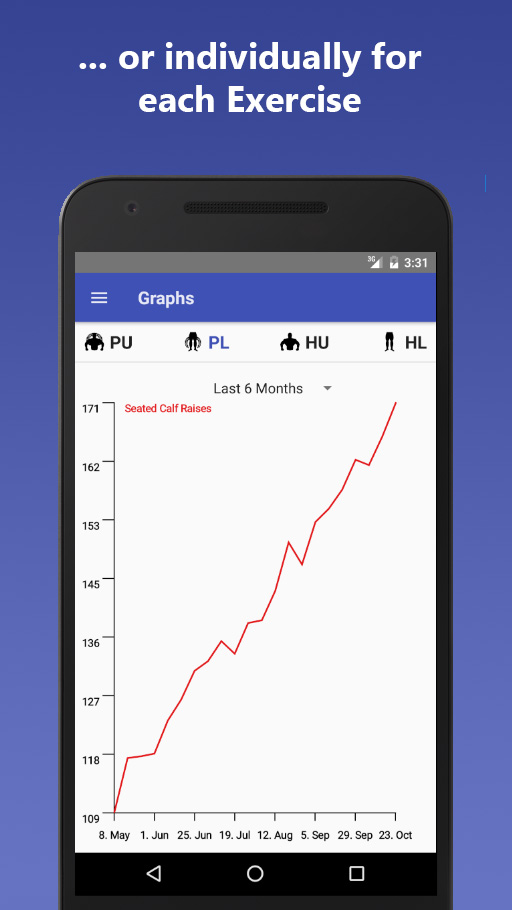 ... or individually for
each Exercise
3G 3:31
Graphs
PU PL HU HL
Last 6 Months
171 Seated Calf Raises
162
153
145
136
127
118
109
8. May 1. Jun 25. Jun 19. Jul 12. Aug 5. Sep 29. Sep 23. Oct